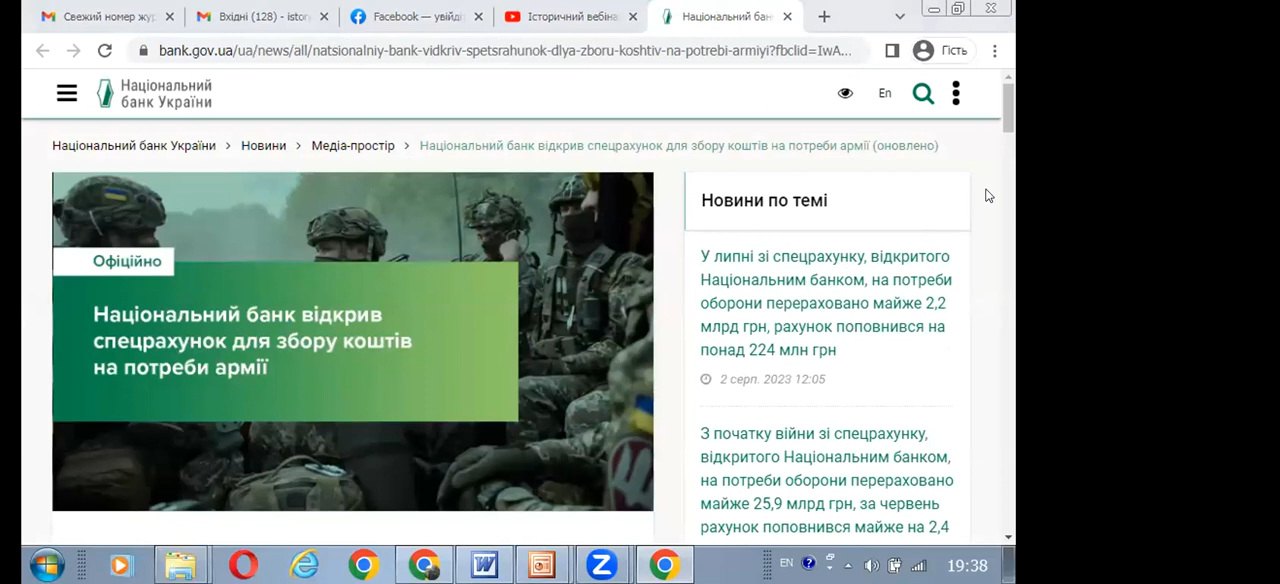 Свежий номер жу
Вхідні (128) - istor
Facebook — увійді
Історичний вебіна
Національний бан
bank.gov.ua/ua/news/all/natsionalniy-bank-vidkriv-spetsrahunok-dlya-zboru-koshtiv-na-potrebi-armiyi?fbclid=IwA...
Гість
Національний
банк України
En
Національний банк України > Новини > Медіа-простір > Національний банк відкрив спецрахунок для збору коштів на потреби армії (оновлено)
Офіційно
Національний банк відкрив
спецрахунок для збору коштів
на потреби армії
Новини по темі
У липні зі спецрахунку, відкритого
Національним банком, на потреби
оборони перераховано майже 2,2
млрд грн, рахунок поповнився на
понад 224 млн грн
2 серп. 2023 12:05
З початку війни зі спецрахунку,
відкритого Національним банком,
на потреби оборони перераховано
майже 25,9 млрд грн, за червень
рахунок поповнився майже на 2,4
EN
19:38